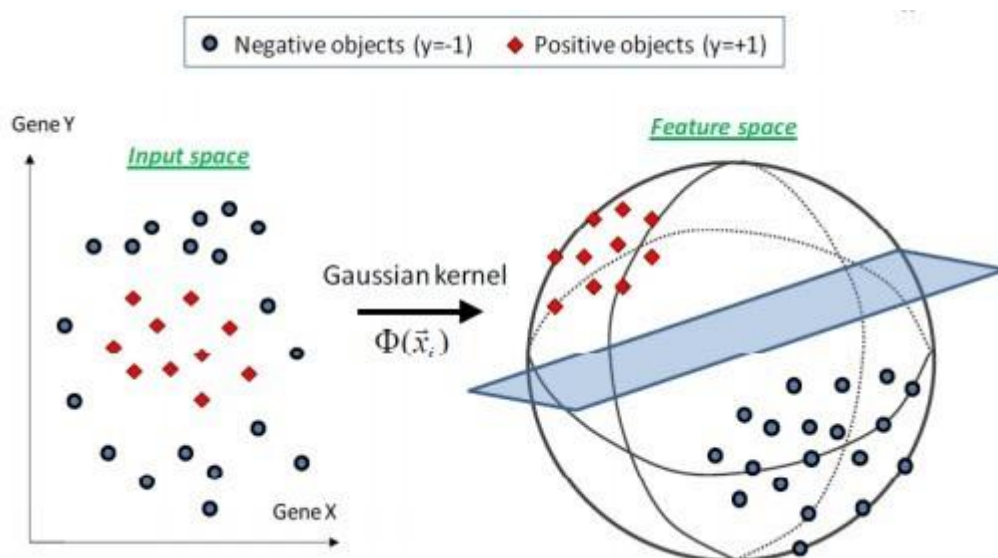 Negative objects (y=-1) Positive objects (y=+1)
Gene Y
Input space
Feature space
Gaussian kernel
Φ(x⃗ᵢ)
Gene X